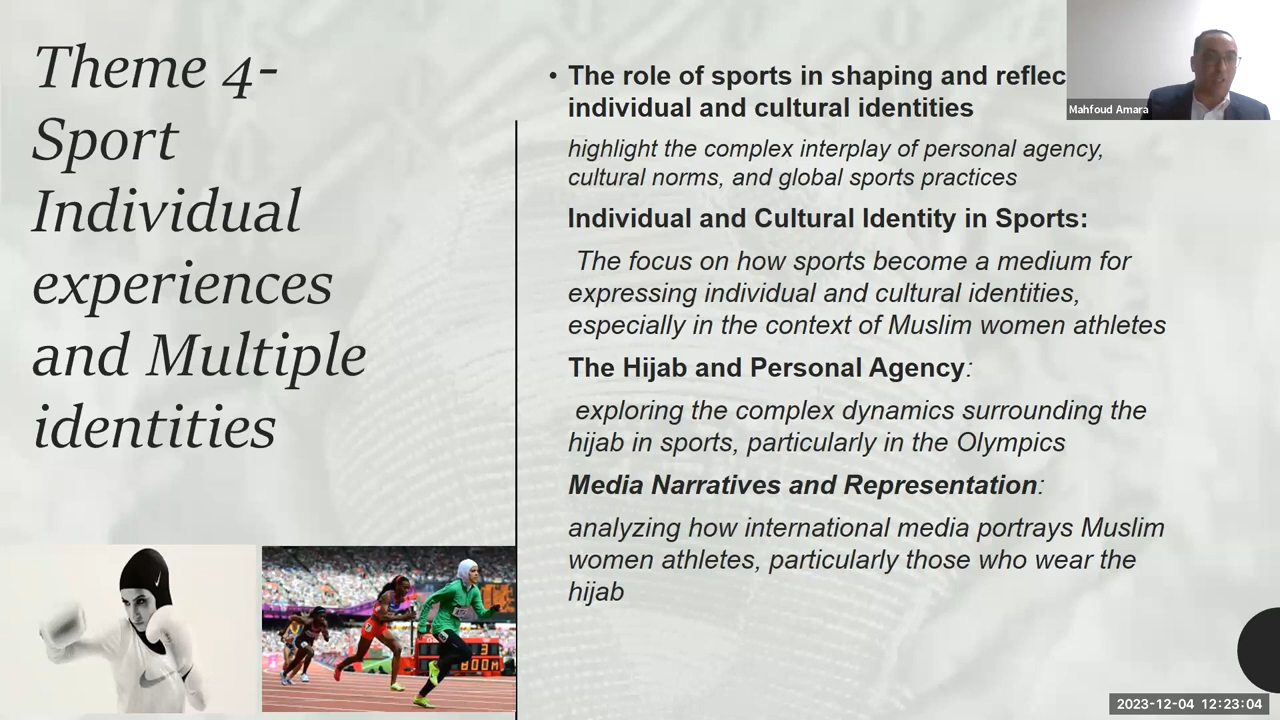 Theme 4-
Sport
Individual
experiences
and Multiple
identities
• The role of sports in shaping and reflec
individual and cultural identities
highlight the complex interplay of personal agency,
cultural norms, and global sports practices
Individual and Cultural Identity in Sports:
The focus on how sports become a medium for
expressing individual and cultural identities,
especially in the context of Muslim women athletes
The Hijab and Personal Agency:
exploring the complex dynamics surrounding the
hijab in sports, particularly in the Olympics
Media Narratives and Representation:
analyzing how international media portrays Muslim
women athletes, particularly those who wear the
hijab
Mahfoud Amara
3
800M
2023-12-04 12:23:04